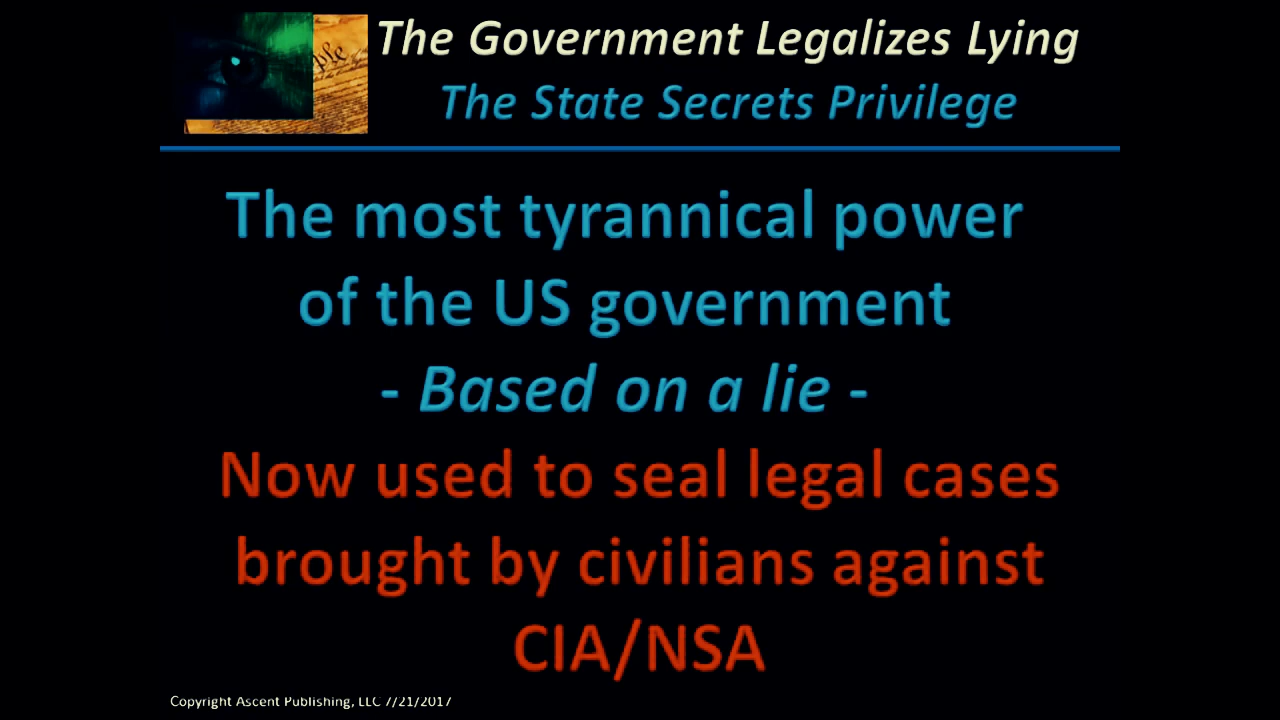 ple
The Government Legalizes Lying
The State Secrets Privilege
The most tyrannical power
of the US government
- Based on a lie -
Now used to seal legal cases
brought by civilians against
CIA/NSA
Copyright Ascent Publishing, LLC 7/21/2017